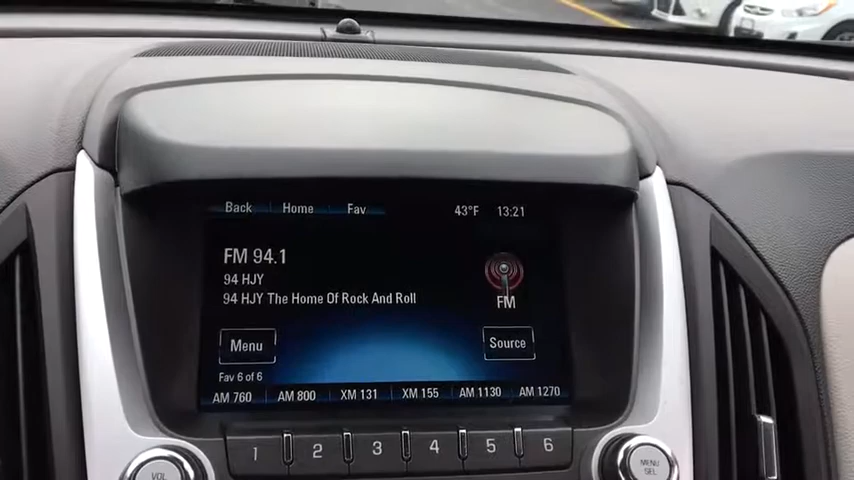 Back Home Fav 43°F 13:21
FM 94.1
94 HJY
94 HJY The Home Of Rock And Roll
FM
Menu Source
Fav 6 of 6
AM 760 AM 800 XM 131 XM 155 AM 1130 AM 1270
1 2 3 4 5 6
VOL MENU
SEL